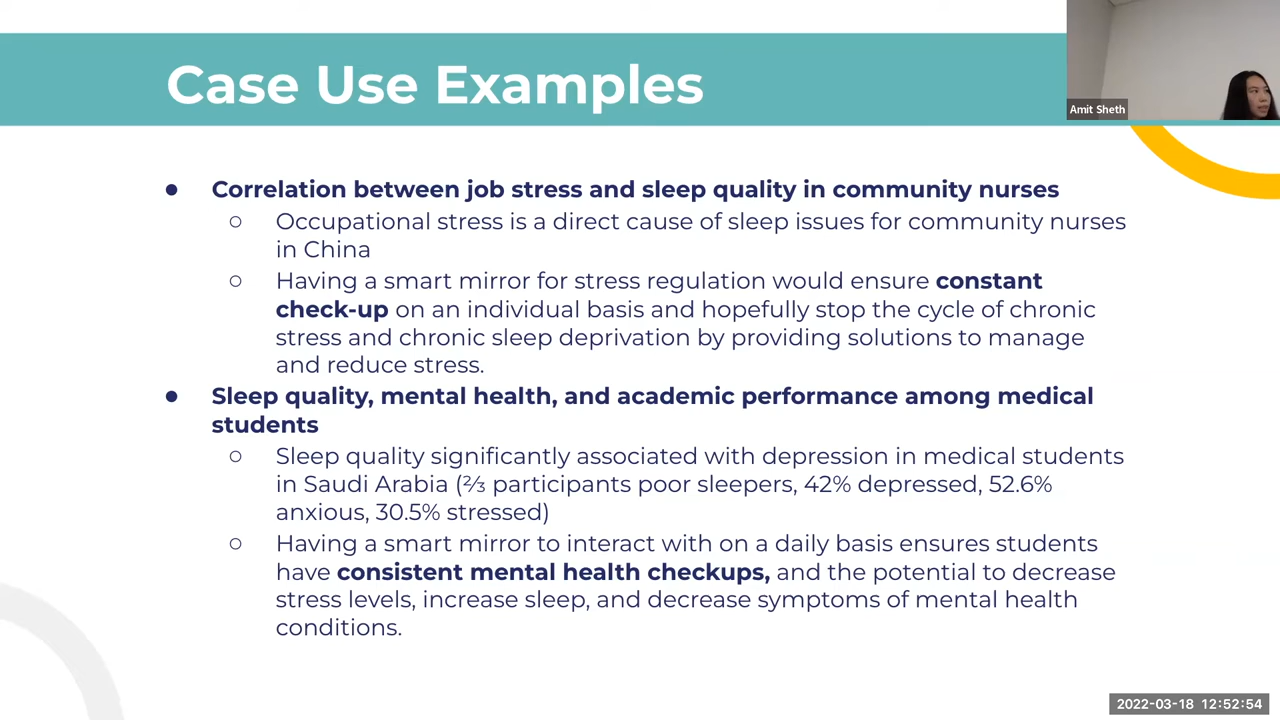 Case Use Examples
Amit Sheth
● Correlation between job stress and sleep quality in community nurses
○ Occupational stress is a direct cause of sleep issues for community nurses
in China
○ Having a smart mirror for stress regulation would ensure constant
check-up on an individual basis and hopefully stop the cycle of chronic
stress and chronic sleep deprivation by providing solutions to manage
and reduce stress.
● Sleep quality, mental health, and academic performance among medical
students
○ Sleep quality significantly associated with depression in medical students
in Saudi Arabia (⅔ participants poor sleepers, 42% depressed, 52.6%
anxious, 30.5% stressed)
○ Having a smart mirror to interact with on a daily basis ensures students
have consistent mental health checkups, and the potential to decrease
stress levels, increase sleep, and decrease symptoms of mental health
conditions.
2022-03-18 12:52:54